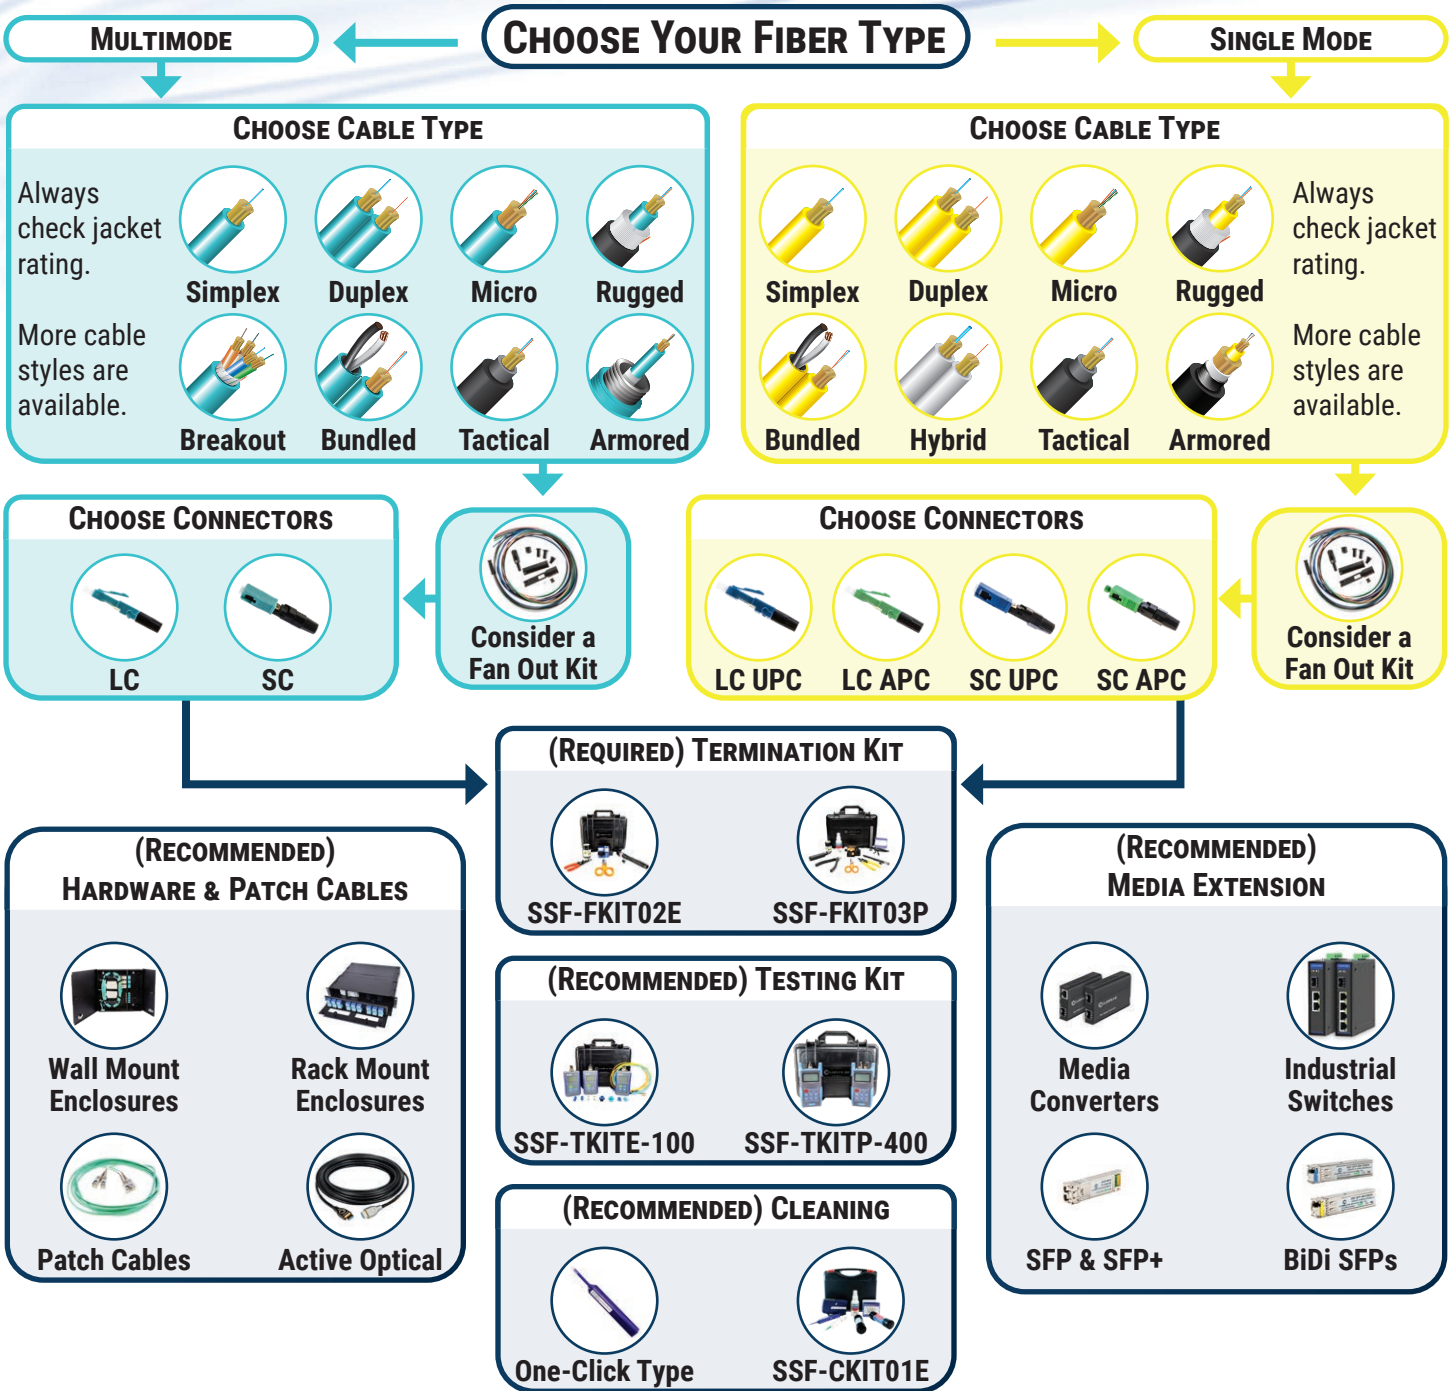 CHOOSE YOUR FIBER TYPE
MULTIMODE
SINGLE MODE
CHOOSE CABLE TYPE
Always
check jacket
rating.
More cable
styles are
available.
Simplex
Duplex
Micro
Rugged
Breakout
Bundled
Tactical
Armored
CHOOSE CABLE TYPE
Simplex
Duplex
Micro
Rugged
Bundled
Hybrid
Tactical
Armored
Always
check jacket
rating.
More cable
styles are
available.
CHOOSE CONNECTORS
LC
SC
Consider a
Fan Out Kit
CHOOSE CONNECTORS
LC UPC
LC APC
SC UPC
SC APC
Consider a
Fan Out Kit
(REQUIRED) TERMINATION KIT
SSF-FKIT02E
SSF-FKIT03P
(RECOMMENDED)
HARDWARE & PATCH CABLES
Wall Mount
Enclosures
Rack Mount
Enclosures
Patch Cables
Active Optical
(RECOMMENDED) TESTING KIT
SSF-TKITE-100
SSF-TKITP-400
(RECOMMENDED) CLEANING
One-Click Type
SSF-CKIT01E
(RECOMMENDED)
MEDIA EXTENSION
Media
Converters
Industrial
Switches
SFP & SFP+
BiDi SFPs